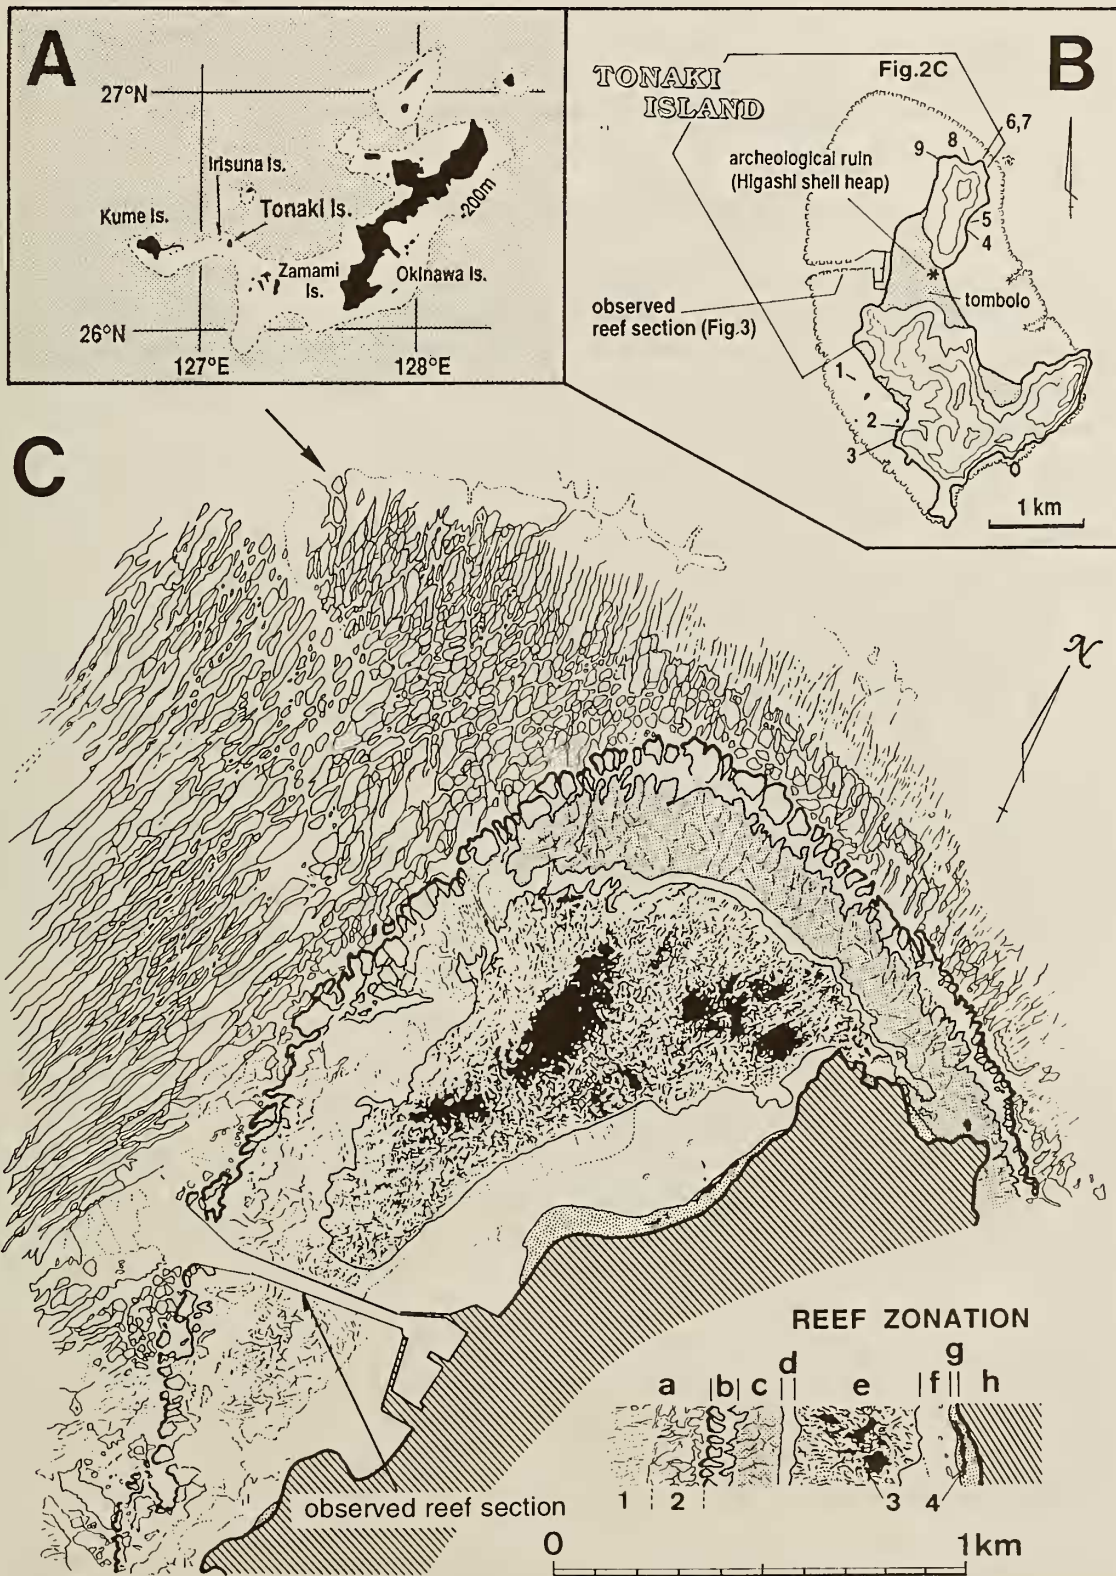 A
27°N
Irisuna Is.
Kume Is.
Tonaki Is.
200m
Zamami
Is.
Okinawa Is.
26°N
127°E
128°E
B
TONAKI
ISLAND
Fig.2C
6,7
8
9
archeological ruin
(Higashi shell heap)
5
4
*
tombolo
observed
reef section (Fig.3)
1
2
3
1 km
C
N
REEF ZONATION
a b c d e f g h
1 2 3 4
observed reef section
0 1km